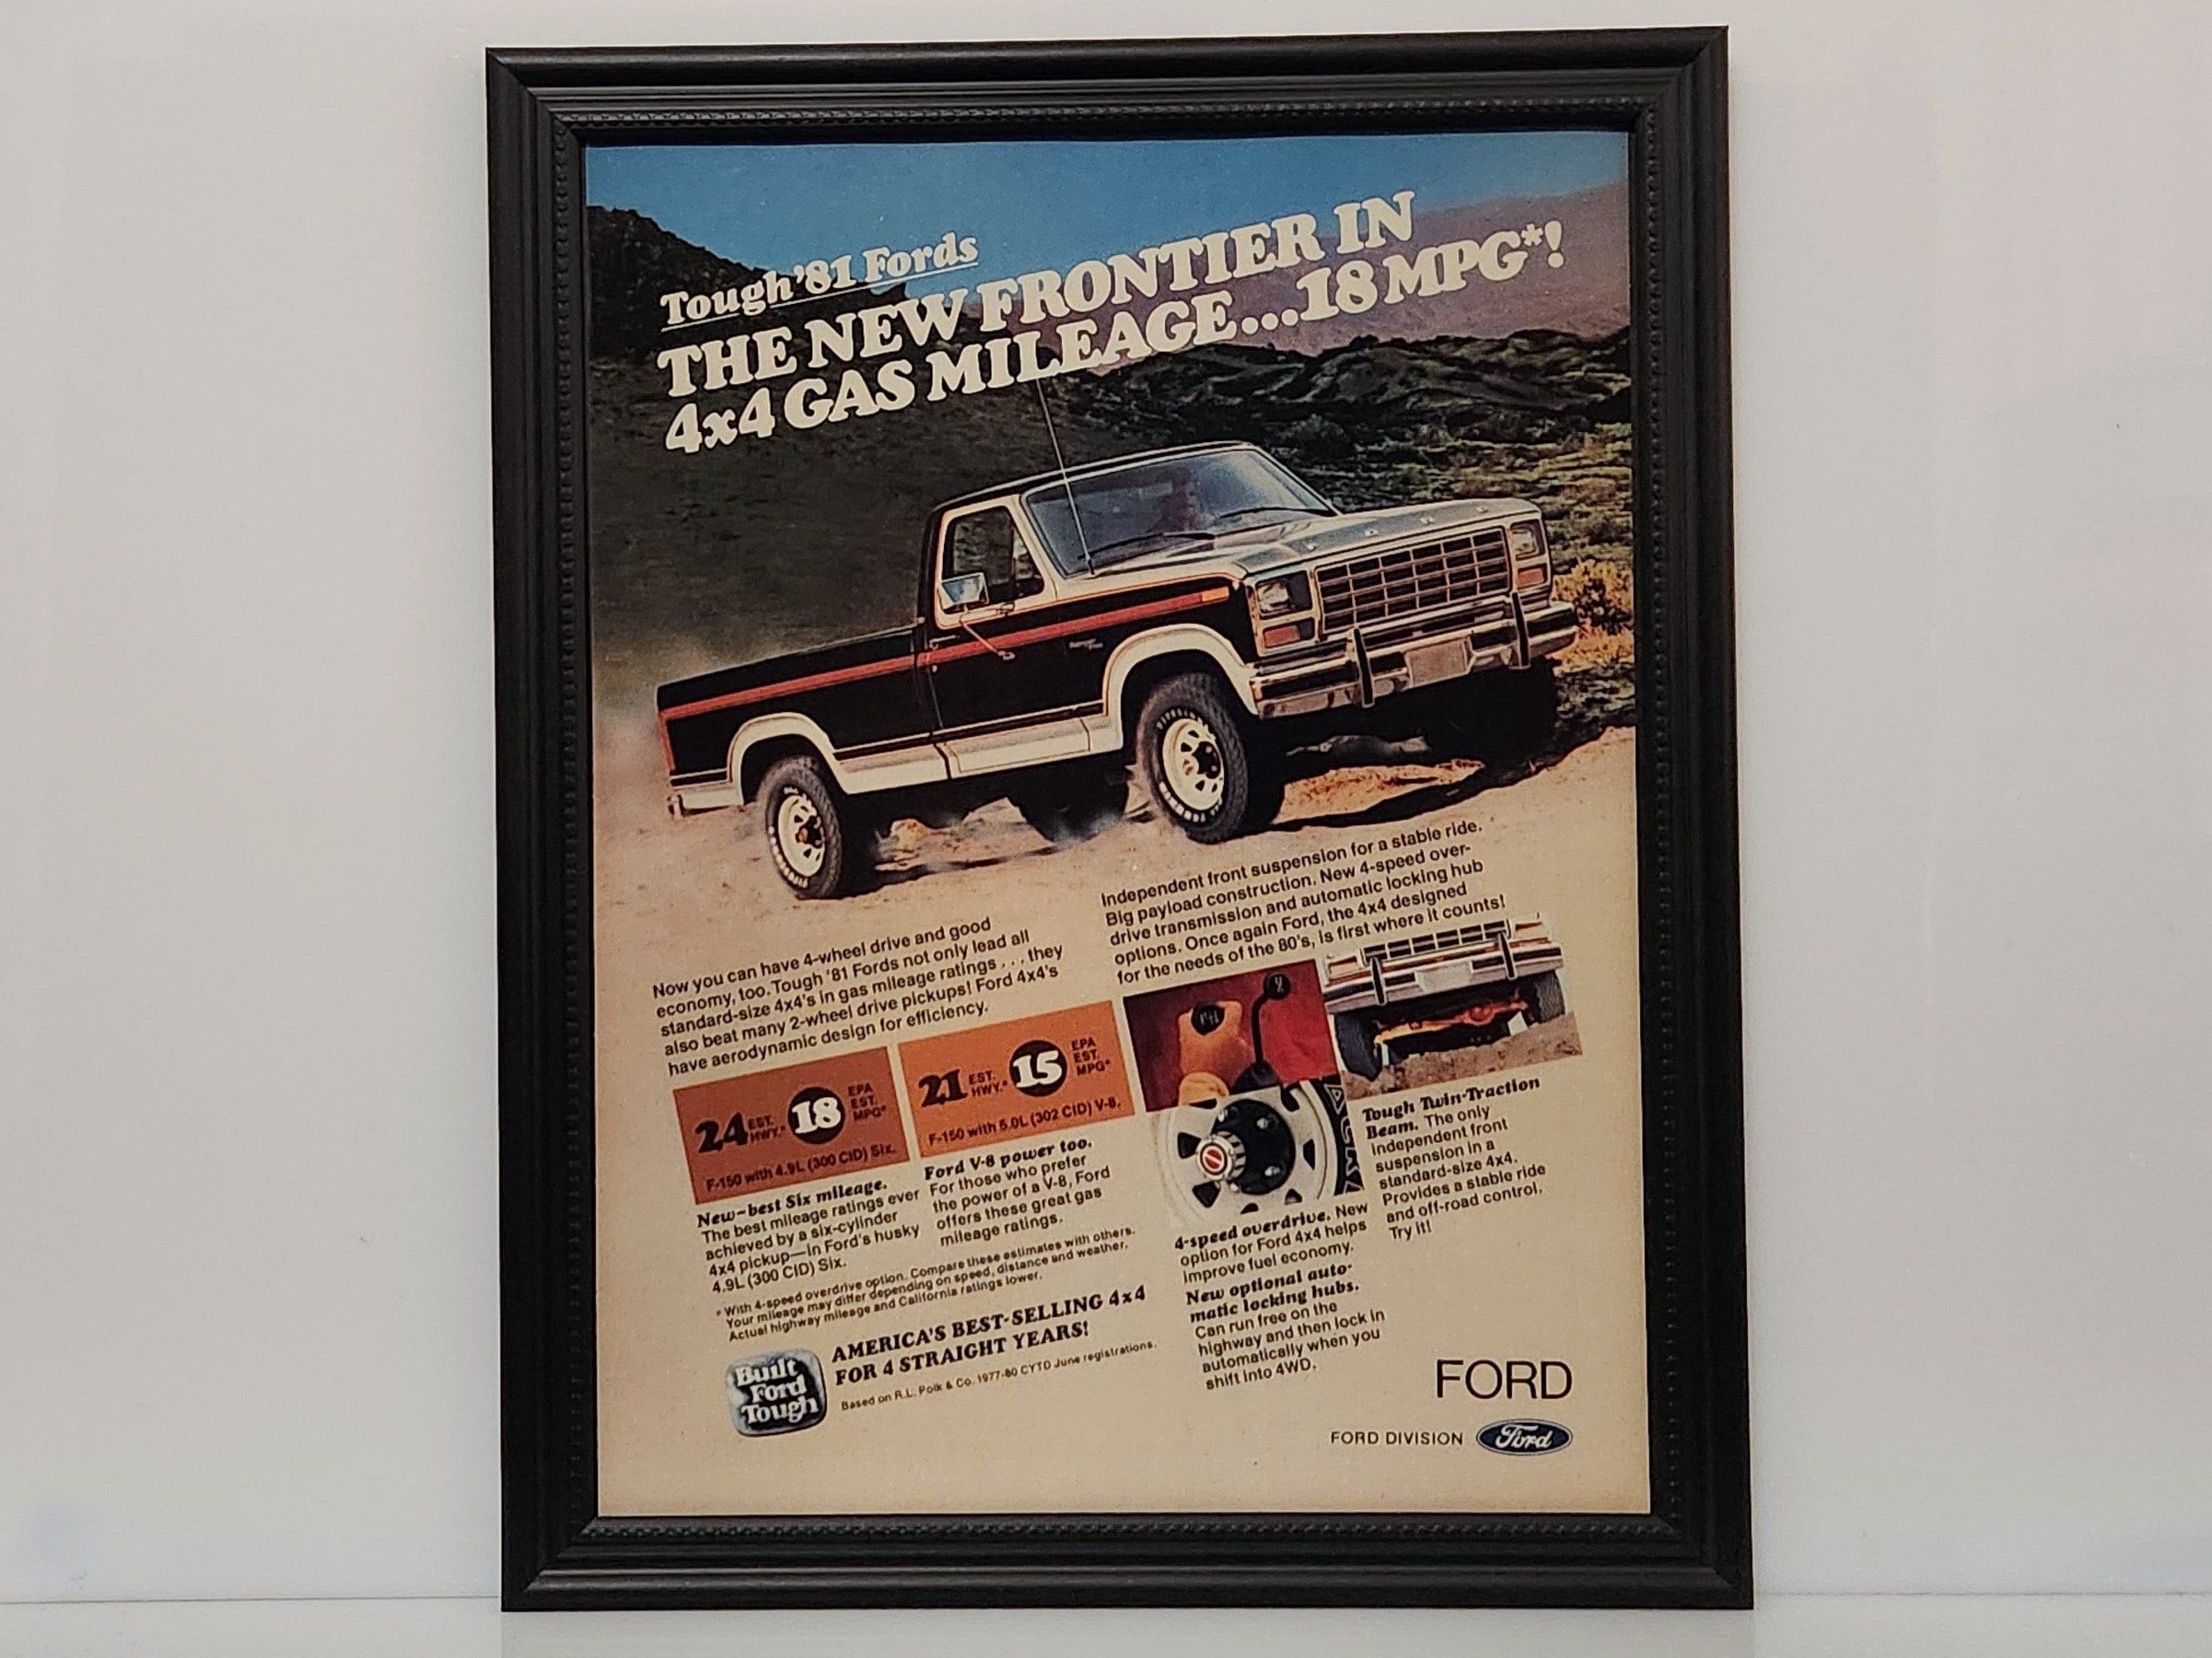 Tough '81 Fords
THE NEW FRONTIER IN
4x4 GAS MILEAGE...18 MPG*!
Now you can have 4-wheel drive and good
economy, too. Tough '81 Fords not only lead all
standard-size 4x4's in gas mileage ratings . . . they
also beat many 2-wheel drive pickups! Ford 4x4's
have aerodynamic design for efficiency.
Independent front suspension for a stable ride.
Big payload construction. New 4-speed over-
drive transmission and automatic locking hub
options. Once again Ford, the 4x4 designed
for the needs of the 80's, is first where it counts!
24 EST. HWY.* 18 EPA EST. MPG*
F-150 with 4.9L (300 CID) Six.
21 EST. HWY.* 15 EPA EST. MPG*
F-150 with 5.0L (302 CID) V-8.
New–best Six mileage.
The best mileage ratings ever
achieved by a six-cylinder
4x4 pickup—in Ford's husky
4.9L (300 CID) Six.
Ford V-8 power too.
For those who prefer
the power of a V-8, Ford
offers these great gas
mileage ratings.
* With 4-speed overdrive option. Compare these estimates with others.
Your mileage may differ depending on speed, distance and weather.
Actual highway mileage and California ratings lower.
Built
Ford
Tough
AMERICA'S BEST-SELLING 4x4
FOR 4 STRAIGHT YEARS!
Based on R.L. Polk & Co. 1977-80 CYTD June registrations.
4-speed overdrive. New
option for Ford 4x4 helps
improve fuel economy.
New optional auto-
matic locking hubs.
Can run free on the
highway and then lock in
automatically when you
shift into 4WD.
Tough Twin-Traction
Beam. The only
independent front
suspension in a
standard-size 4x4.
Provides a stable ride
and off-road control.
Try it!
FORD
FORD DIVISION Ford